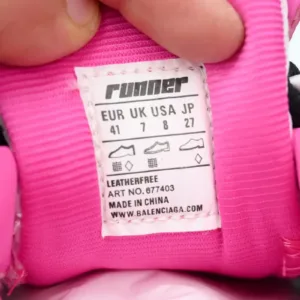 runner
EUR UK USA JP
41 7 8 27
LEATHERFREE
ART NO. 677403
MADE IN CHINA
WWW.BALENCIAGA.COM